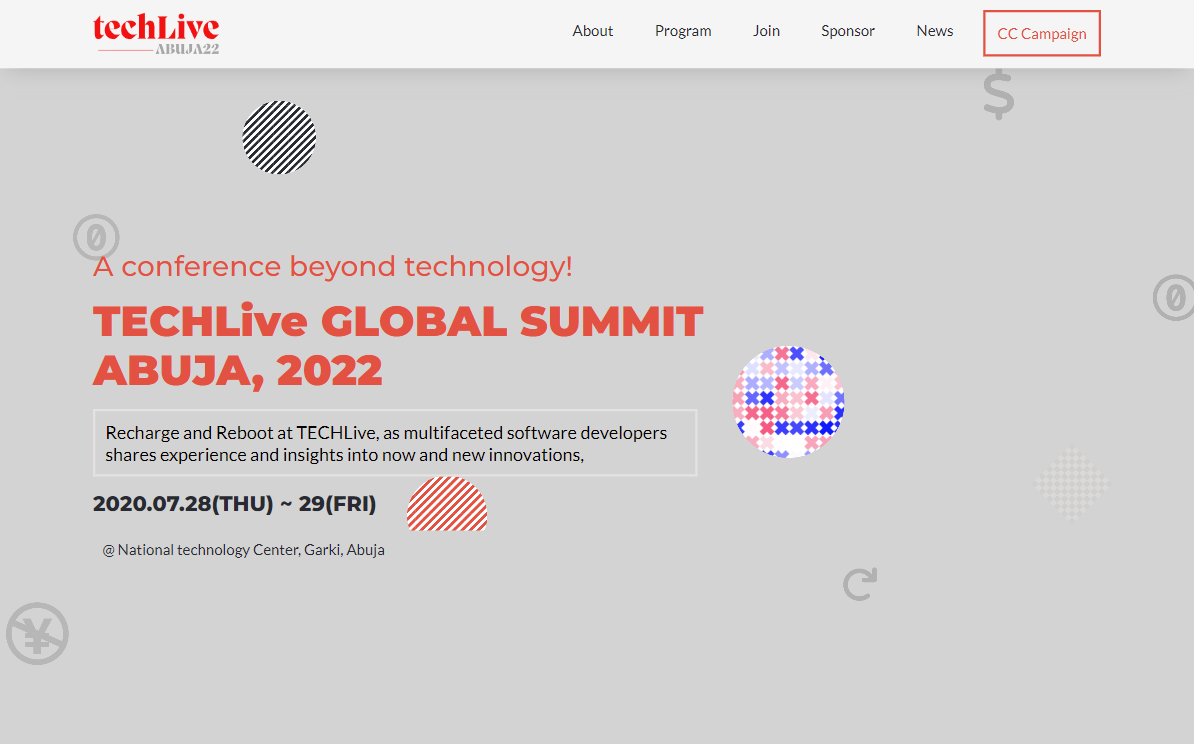 techLive
ABUJA22
About
Program
Join
Sponsor
News
CC Campaign
A conference beyond technology!
TECHLive GLOBAL SUMMIT
ABUJA, 2022
Recharge and Reboot at TECHLive, as multifaceted software developers
shares experience and insights into now and new innovations,
2020.07.28(THU) ~ 29(FRI)
@ National technology Center, Garki, Abuja